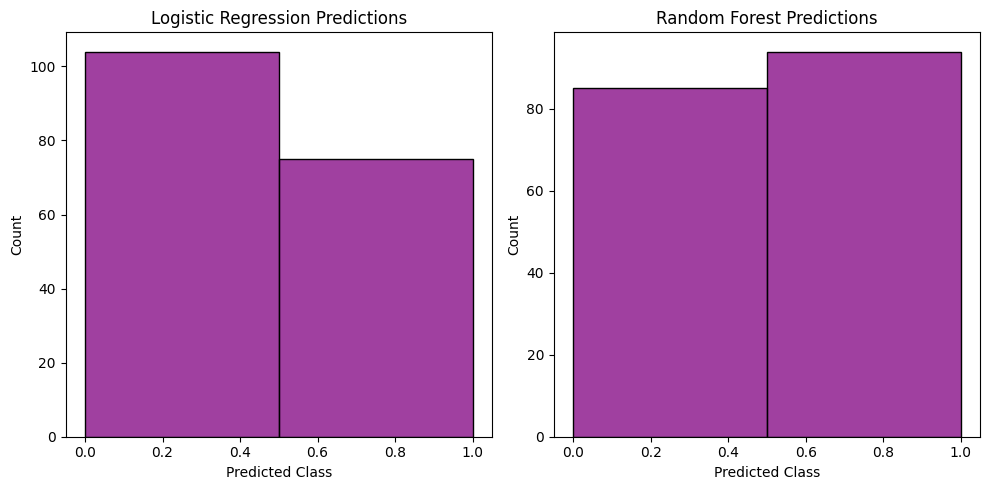 Logistic Regression Predictions
100
80
60
40
20
0
Count
0.0 0.2 0.4 0.6 0.8 1.0
Predicted Class
Random Forest Predictions
80
60
40
20
0
Count
0.0 0.2 0.4 0.6 0.8 1.0
Predicted Class